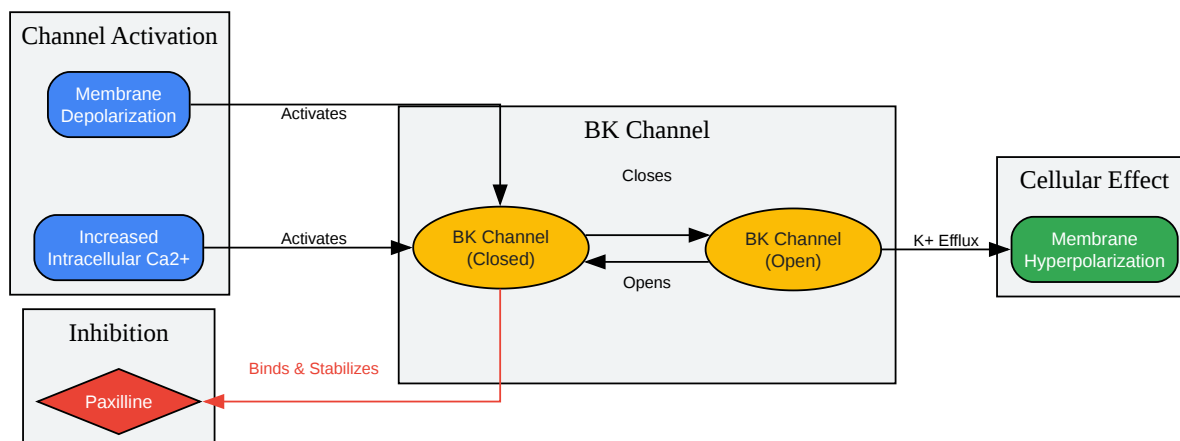 Channel Activation
Membrane
Depolarization
Activates
Increased
Intracellular Ca2+
Activates
BK Channel
Closes
BK Channel
(Closed)
BK Channel
(Open)
Opens
K+ Efflux
Cellular Effect
Membrane
Hyperpolarization
Inhibition
Binds & Stabilizes
Paxilline